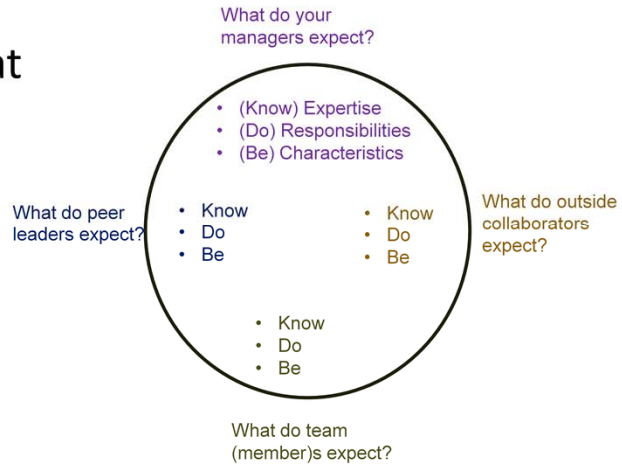 What do your
managers expect?
at
• (Know) Expertise
• (Do) Responsibilities
• (Be) Characteristics
What do peer
leaders expect?
• Know
• Do
• Be
• Know
• Do
• Be
What do outside
collaborators
expect?
• Know
• Do
• Be
What do team
(member)s expect?